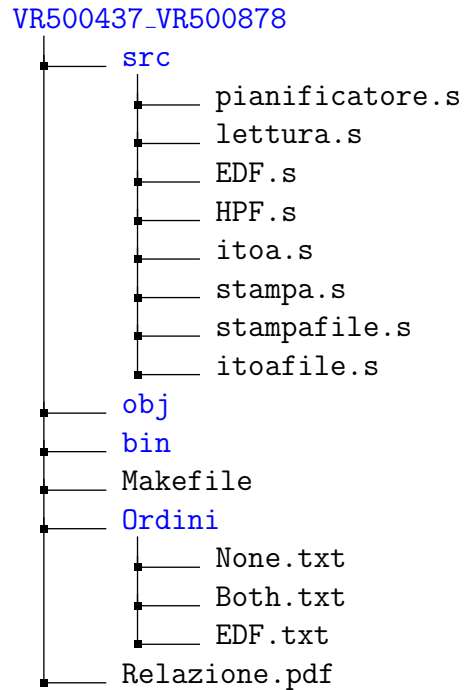 VR500437_VR500878
src
pianificatore.s
lettura.s
EDF.s
HPF.s
itoa.s
stampa.s
stampafile.s
itoafile.s
obj
bin
Makefile
Ordini
None.txt
Both.txt
EDF.txt
Relazione.pdf